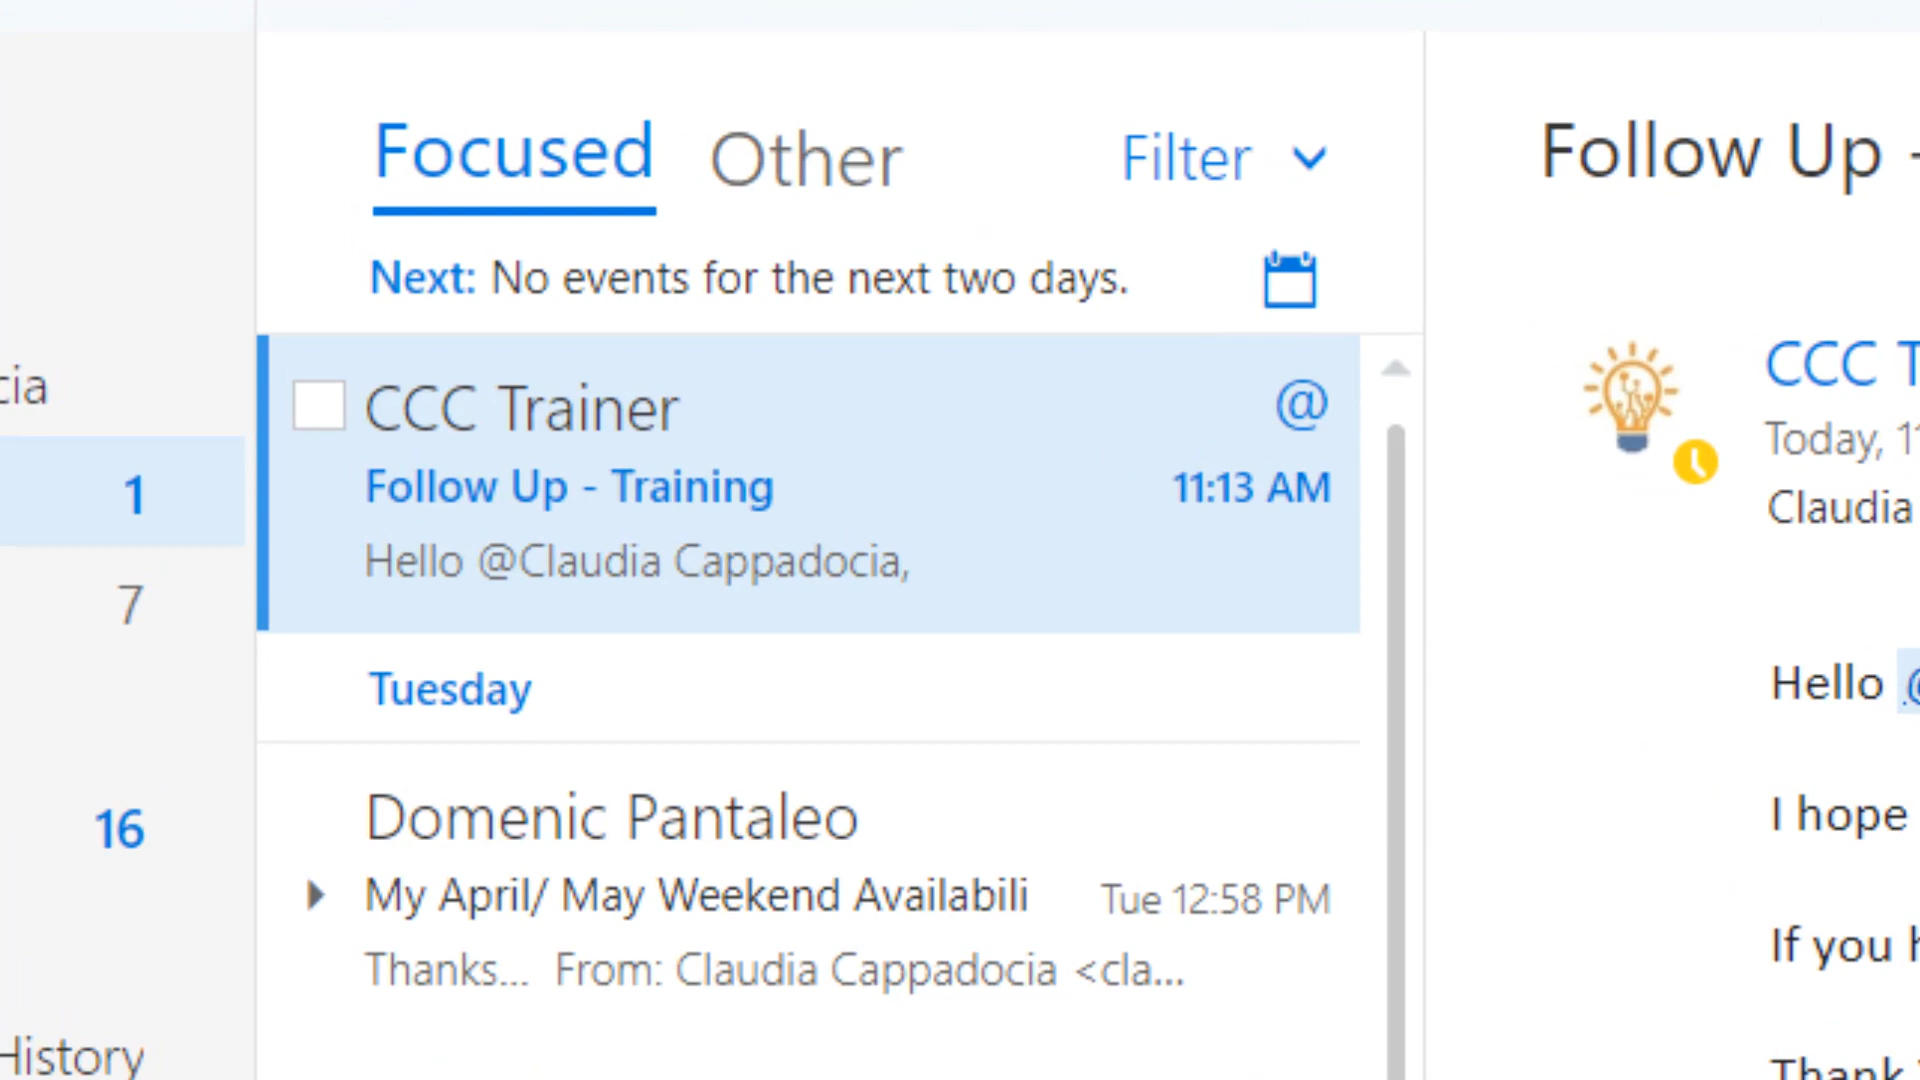 Focused Other Filter
Next: No events for the next two days.
CCC Trainer @
Follow Up - Training 11:13 AM
Hello @Claudia Cappadocia,
Tuesday
Domenic Pantaleo
My April/ May Weekend Availabili Tue 12:58 PM
Thanks... From: Claudia Cappadocia <cla...
cia
1
7
16
History
Follow Up -
CCC T
Today, 11
Claudia
Hello @
I hope
If you h
Thank